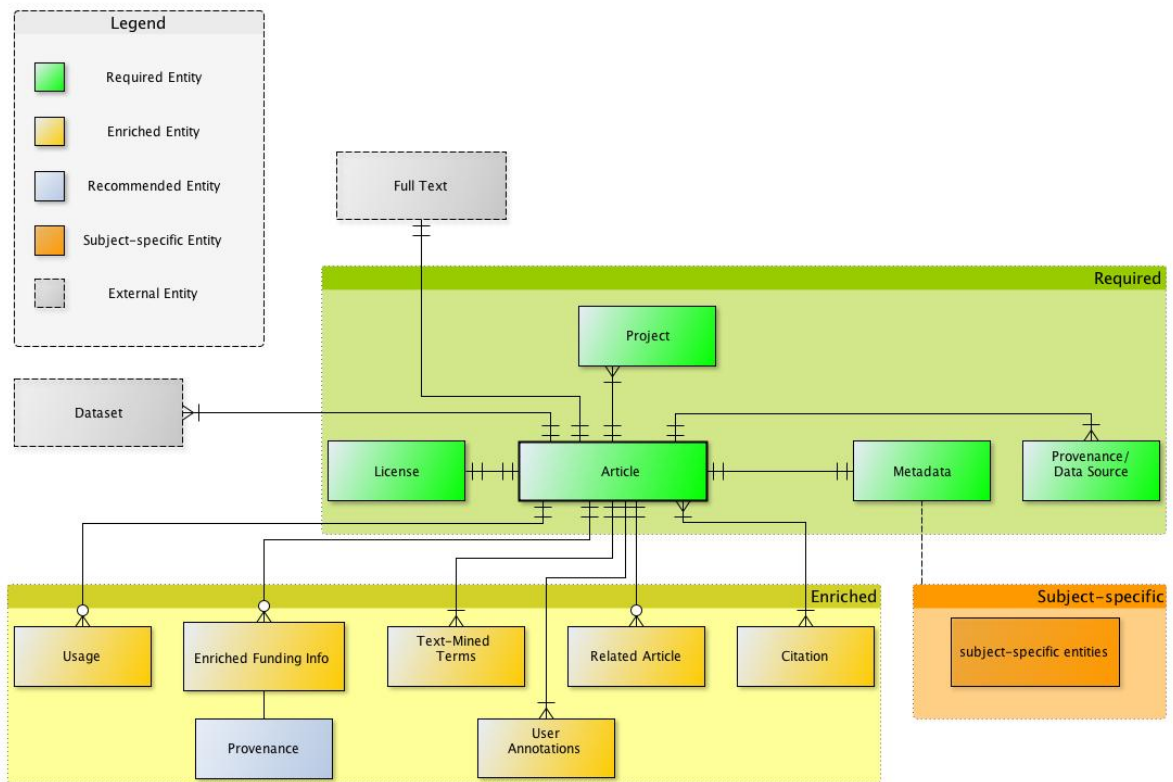 Legend
Required Entity
Enriched Entity
Recommended Entity
Subject-specific Entity
External Entity
Full Text
Required
Project
Dataset
License
Article
Metadata
Provenance/
Data Source
Enriched
Subject-specific
Usage
Enriched Funding Info
Text-Mined
Terms
Related Article
Citation
subject-specific entities
Provenance
User
Annotations